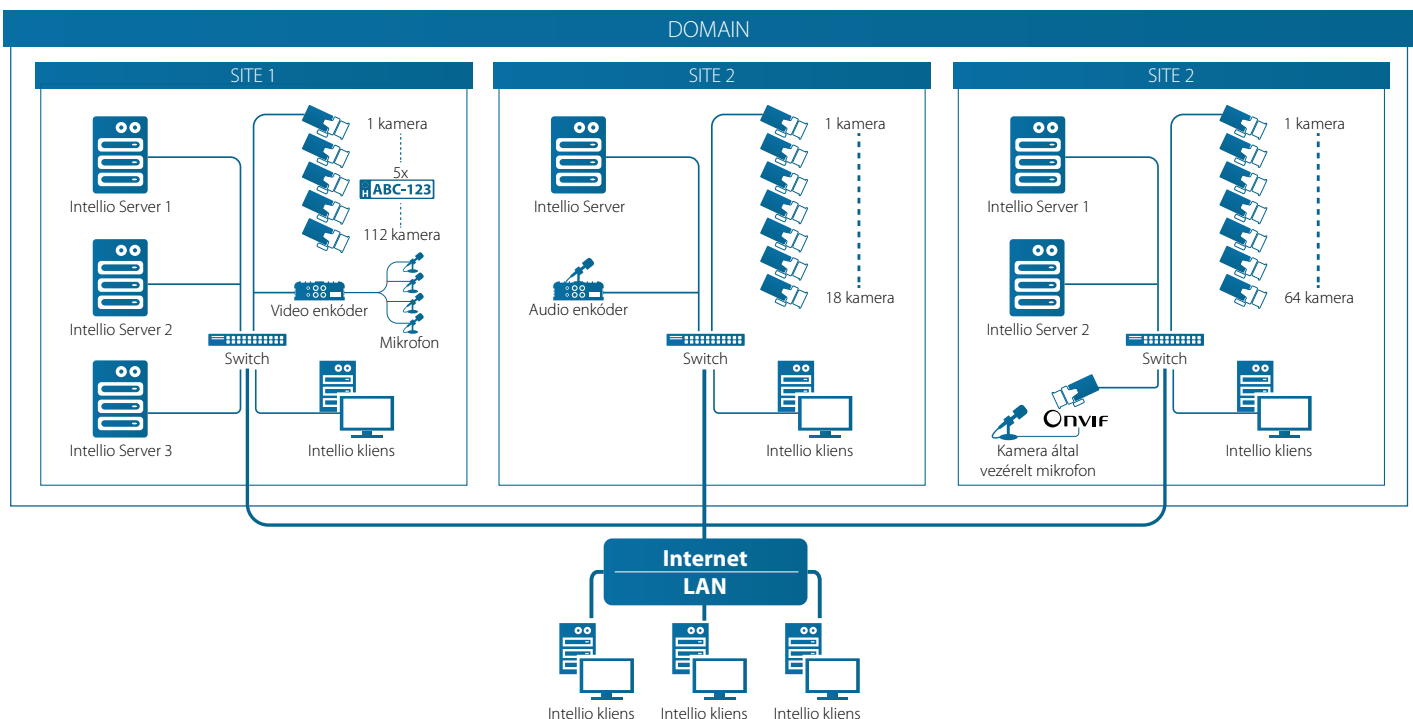 DOMAIN
SITE 1
Intellio Server 1
Intellio Server 2
Intellio Server 3
1 kamera
5x
H ABC-123
112 kamera
Video enkóder
Mikrofon
Switch
Intellio kliens
SITE 2
Intellio Server
Audio enkóder
1 kamera
18 kamera
Switch
Intellio kliens
SITE 2
Intellio Server 1
Intellio Server 2
1 kamera
64 kamera
Switch
ONVIF
Kamera által
vezérelt mikrofon
Intellio kliens
Internet
LAN
Intellio kliens
Intellio kliens
Intellio kliens